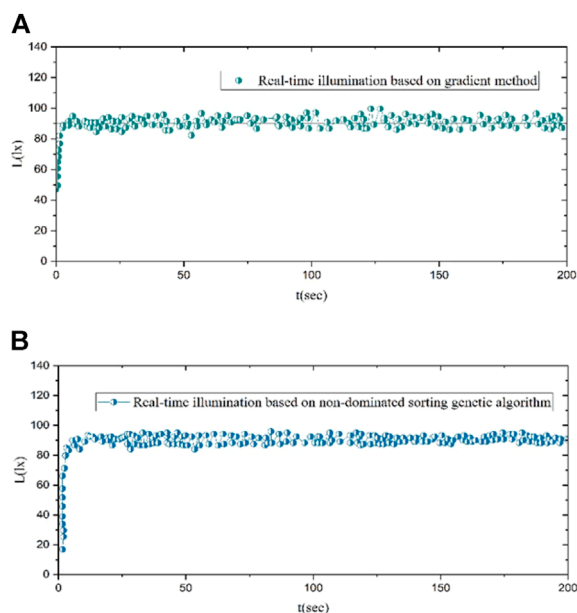 A
140
Real-time illumination based on gradient method
120
100
80
60
40
20
0
L(lx)
0 50 100 150 200
t(sec)
B
140
Real-time illumination based on non-dominated sorting genetic algorithm
120
100
80
60
40
20
0
L(lx)
0 50 100 150 200
t(sec)